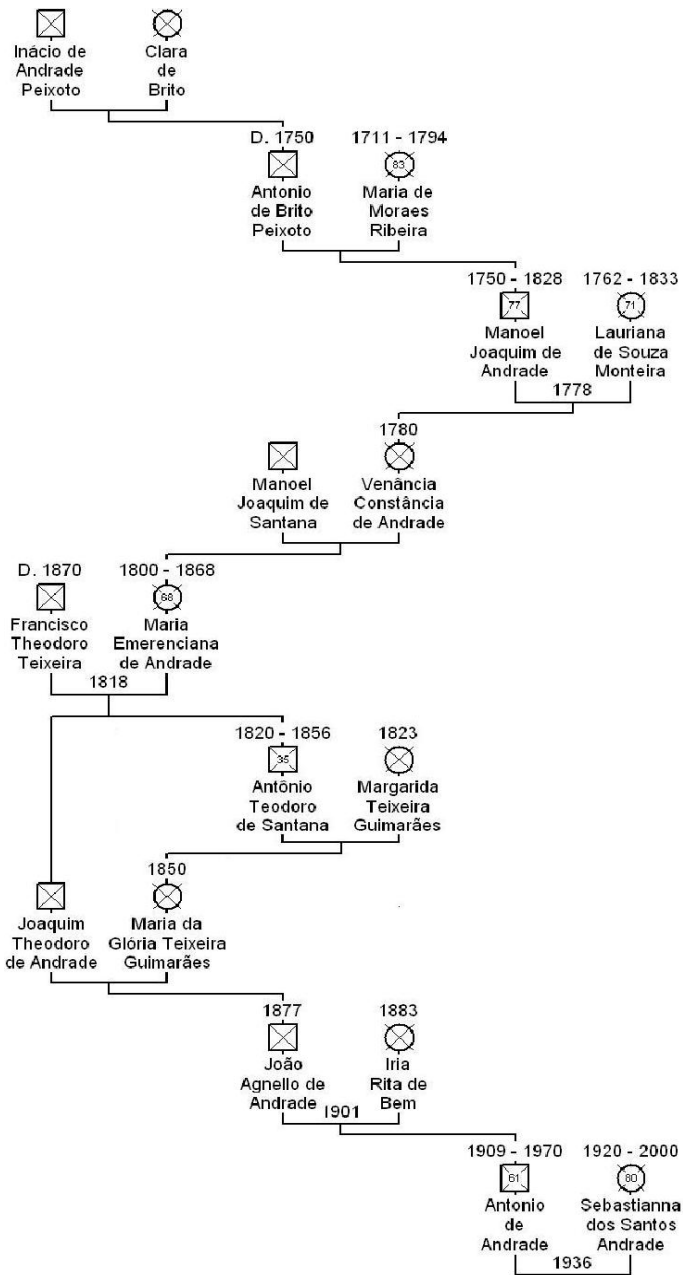 Inácio de
Andrade
Peixoto
Clara
de
Brito
D. 1750
Antonio
de Brito
Peixoto
1711 - 1794
83
Maria de
Moraes
Ribeira
1750 - 1828
77
Manoel
Joaquim de
Andrade
1762 - 1833
71
Lauriana
de Souza
Monteira
1778
Manoel
Joaquim de
Santana
1780
Venância
Constância
de Andrade
D. 1870
Francisco
Theodoro
Teixeira
1800 - 1868
68
Maria
Emerenciana
de Andrade
1818
1820 - 1856
35
Antônio
Teodoro
de Santana
1823
Margarida
Teixeira
Guimarães
Joaquim
Theodoro
de Andrade
1850
Maria da
Glória Teixeira
Guimarães
1877
João
Agnello de
Andrade
1883
Iria
Rita de
Bem
1901
1909 - 1970
61
Antonio
de
Andrade
1920 - 2000
80
Sebastianna
dos Santos
Andrade
1936